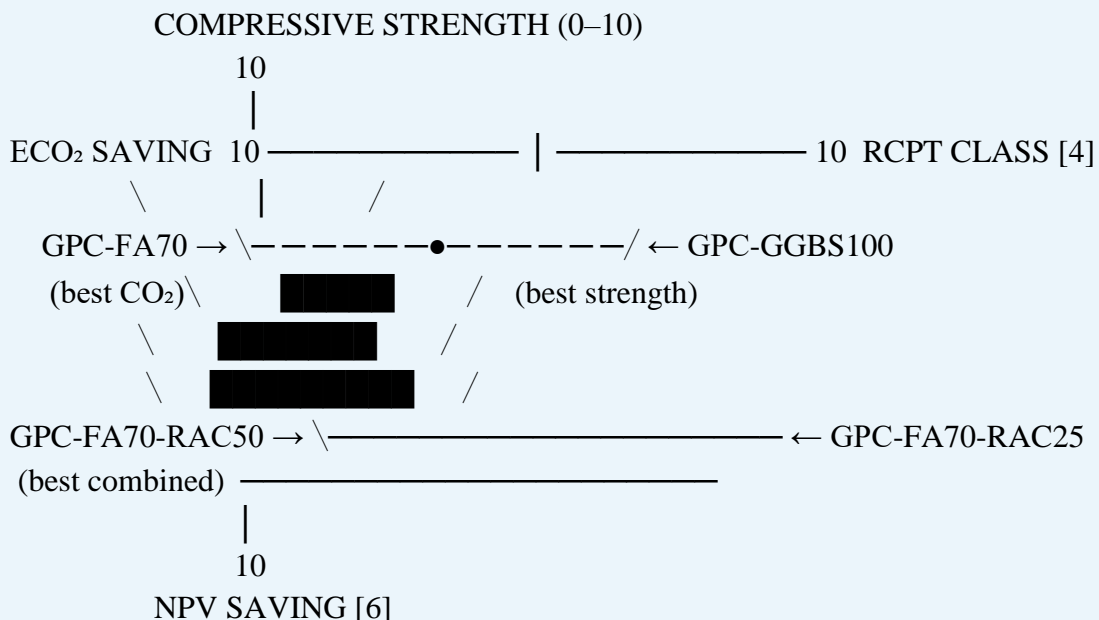 COMPRESSIVE STRENGTH (0–10)
10
ECO₂ SAVING 10 10 RCPT CLASS [4]
GPC-FA70 → ← GPC-GGBS100
(best CO₂) (best strength)
GPC-FA70-RAC50 → ← GPC-FA70-RAC25
(best combined)
10
NPV SAVING [6]